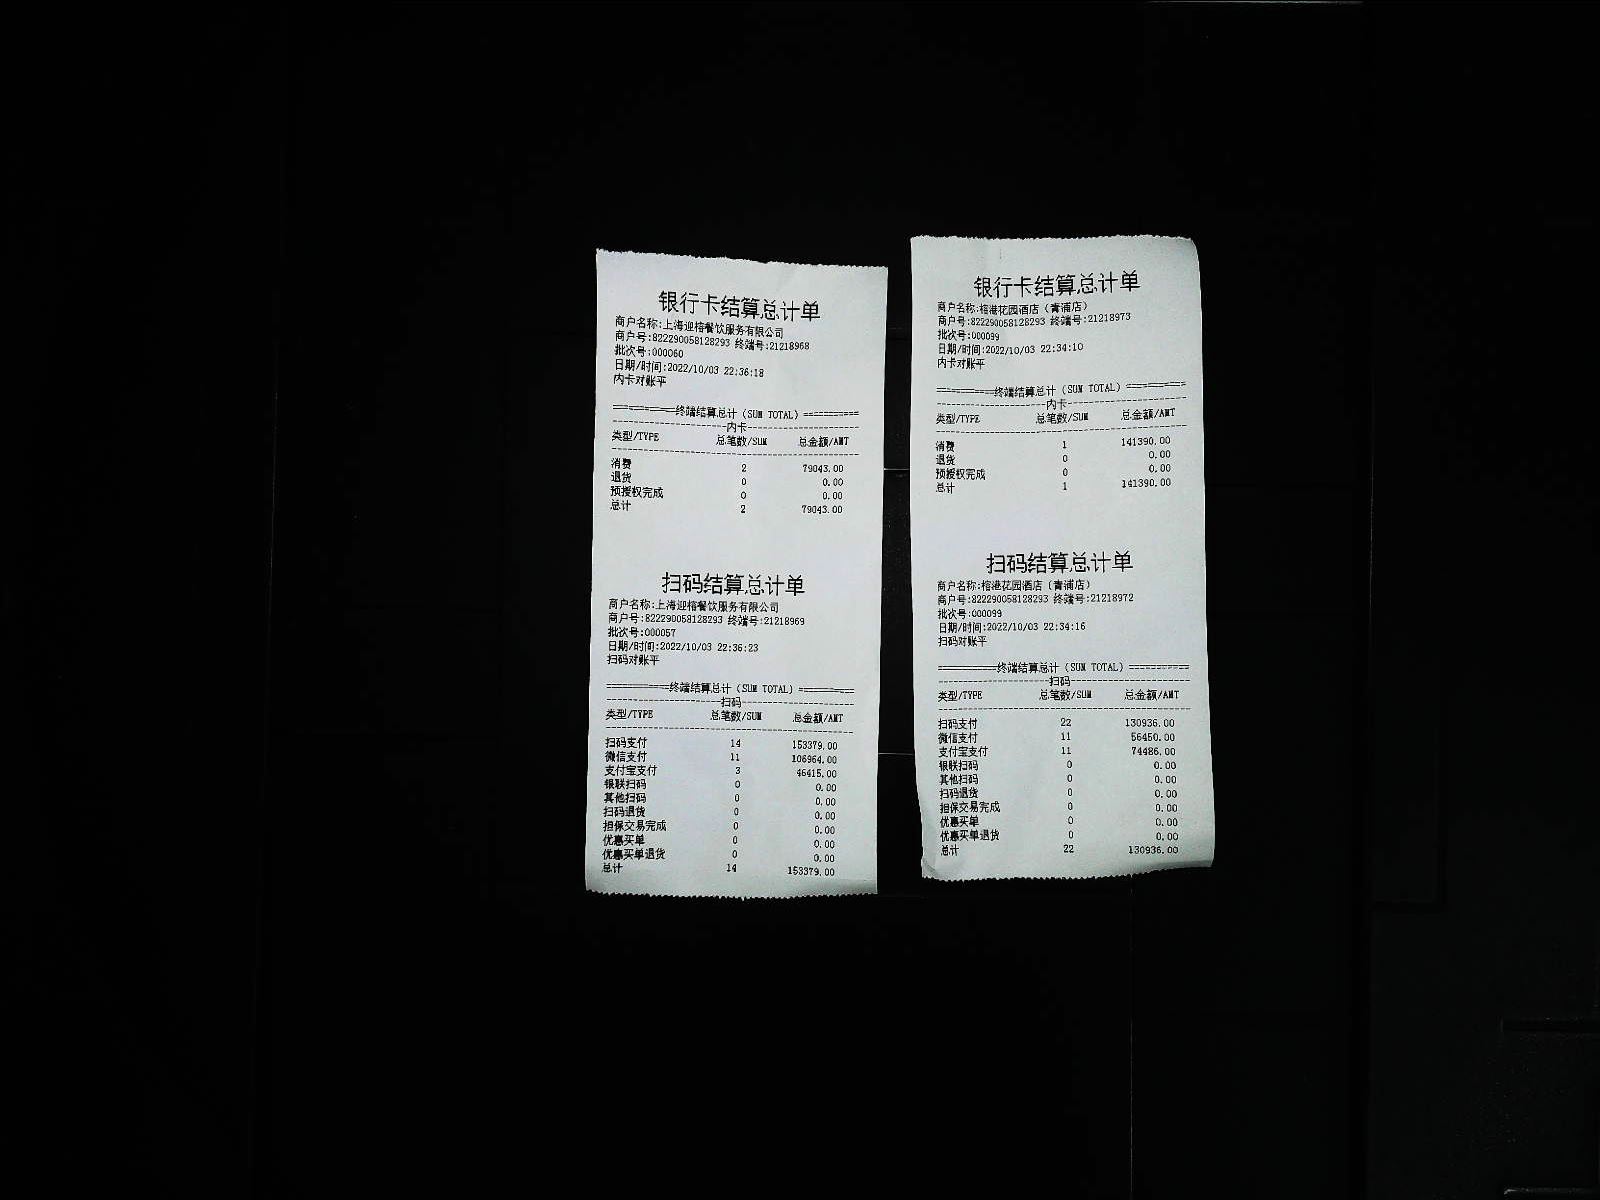 银行卡结算总计单
商户名称:上海迎榕餐饮服务有限公司
商户号:822290058128293 终端号:21218968
批次号:000060
日期/时间:2022/10/03 22:36:18
内卡对账平
===========终端结算总计（SUM TOTAL）==========
---------------------内卡---------------------
类型/TYPE 总笔数/SUM 总金额/AMT
----------------------------------------------
消费 2 79043.00
退货 0 0.00
预授权完成 0 0.00
总计 2 79043.00
扫码结算总计单
商户名称:上海迎榕餐饮服务有限公司
商户号:822290058128293 终端号:21218969
批次号:000057
日期/时间:2022/10/03 22:36:23
扫码对账平
===========终端结算总计（SUM TOTAL）==========
---------------------扫码---------------------
类型/TYPE 总笔数/SUM 总金额/AMT
----------------------------------------------
扫码支付 14 153379.00
微信支付 11 106964.00
支付宝支付 3 46415.00
银联扫码 0 0.00
其他扫码 0 0.00
扫码退货 0 0.00
担保交易完成 0 0.00
优惠买单 0 0.00
优惠买单退货 0 0.00
总计 14 153379.00
银行卡结算总计单
商户名称:榕港花园酒店（青浦店）
商户号:822290058128293 终端号:21218973
批次号:000099
日期/时间:2022/10/03 22:34:10
内卡对账平
===========终端结算总计（SUM TOTAL）===========
---------------------内卡---------------------
类型/TYPE 总笔数/SUM 总金额/AMT
----------------------------------------------
消费 1 141390.00
退货 0 0.00
预授权完成 0 0.00
总计 1 141390.00
扫码结算总计单
商户名称:榕港花园酒店（青浦店）
商户号:822290058128293 终端号:21218972
批次号:000099
日期/时间:2022/10/03 22:34:16
扫码对账平
===========终端结算总计（SUM TOTAL）===========
---------------------扫码---------------------
类型/TYPE 总笔数/SUM 总金额/AMT
----------------------------------------------
扫码支付 22 130936.00
微信支付 11 56450.00
支付宝支付 11 74486.00
银联扫码 0 0.00
其他扫码 0 0.00
扫码退货 0 0.00
担保交易完成 0 0.00
优惠买单 0 0.00
优惠买单退货 0 0.00
总计 22 130936.00